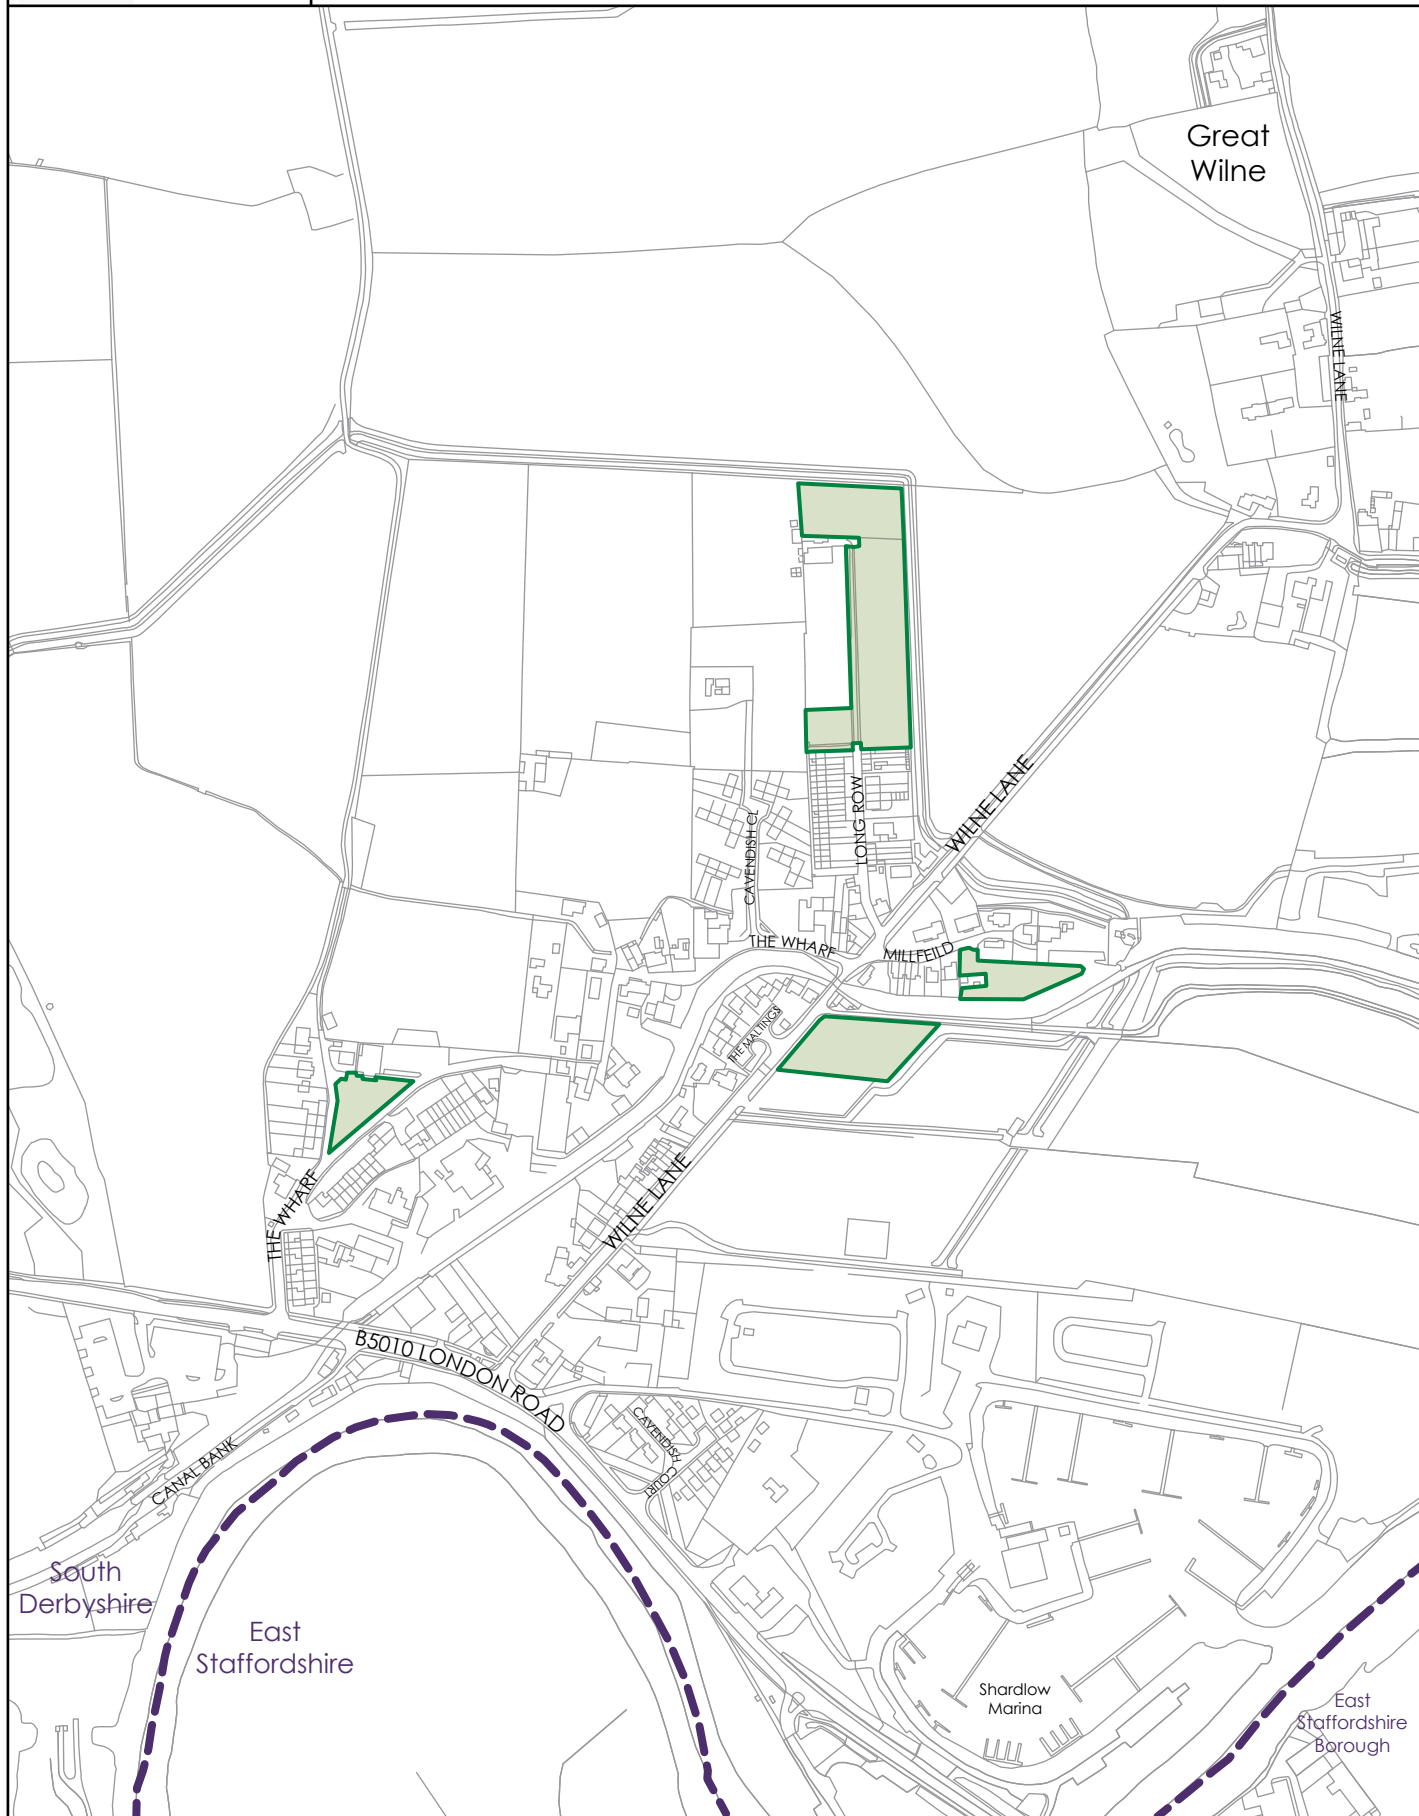 Great
Wilne
WILNE LANE
WILNE LANE
LONG ROW
CAVENDISH CL
THE WHARF
MILLFEILD
THE MALTINGS
WILNE LANE
THE WHARF
B5010 LONDON ROAD
CAVENDISH COURT
CANAL BANK
South
Derbyshire
East
Staffordshire
Shardlow
Marina
East
Staffordshire
Borough